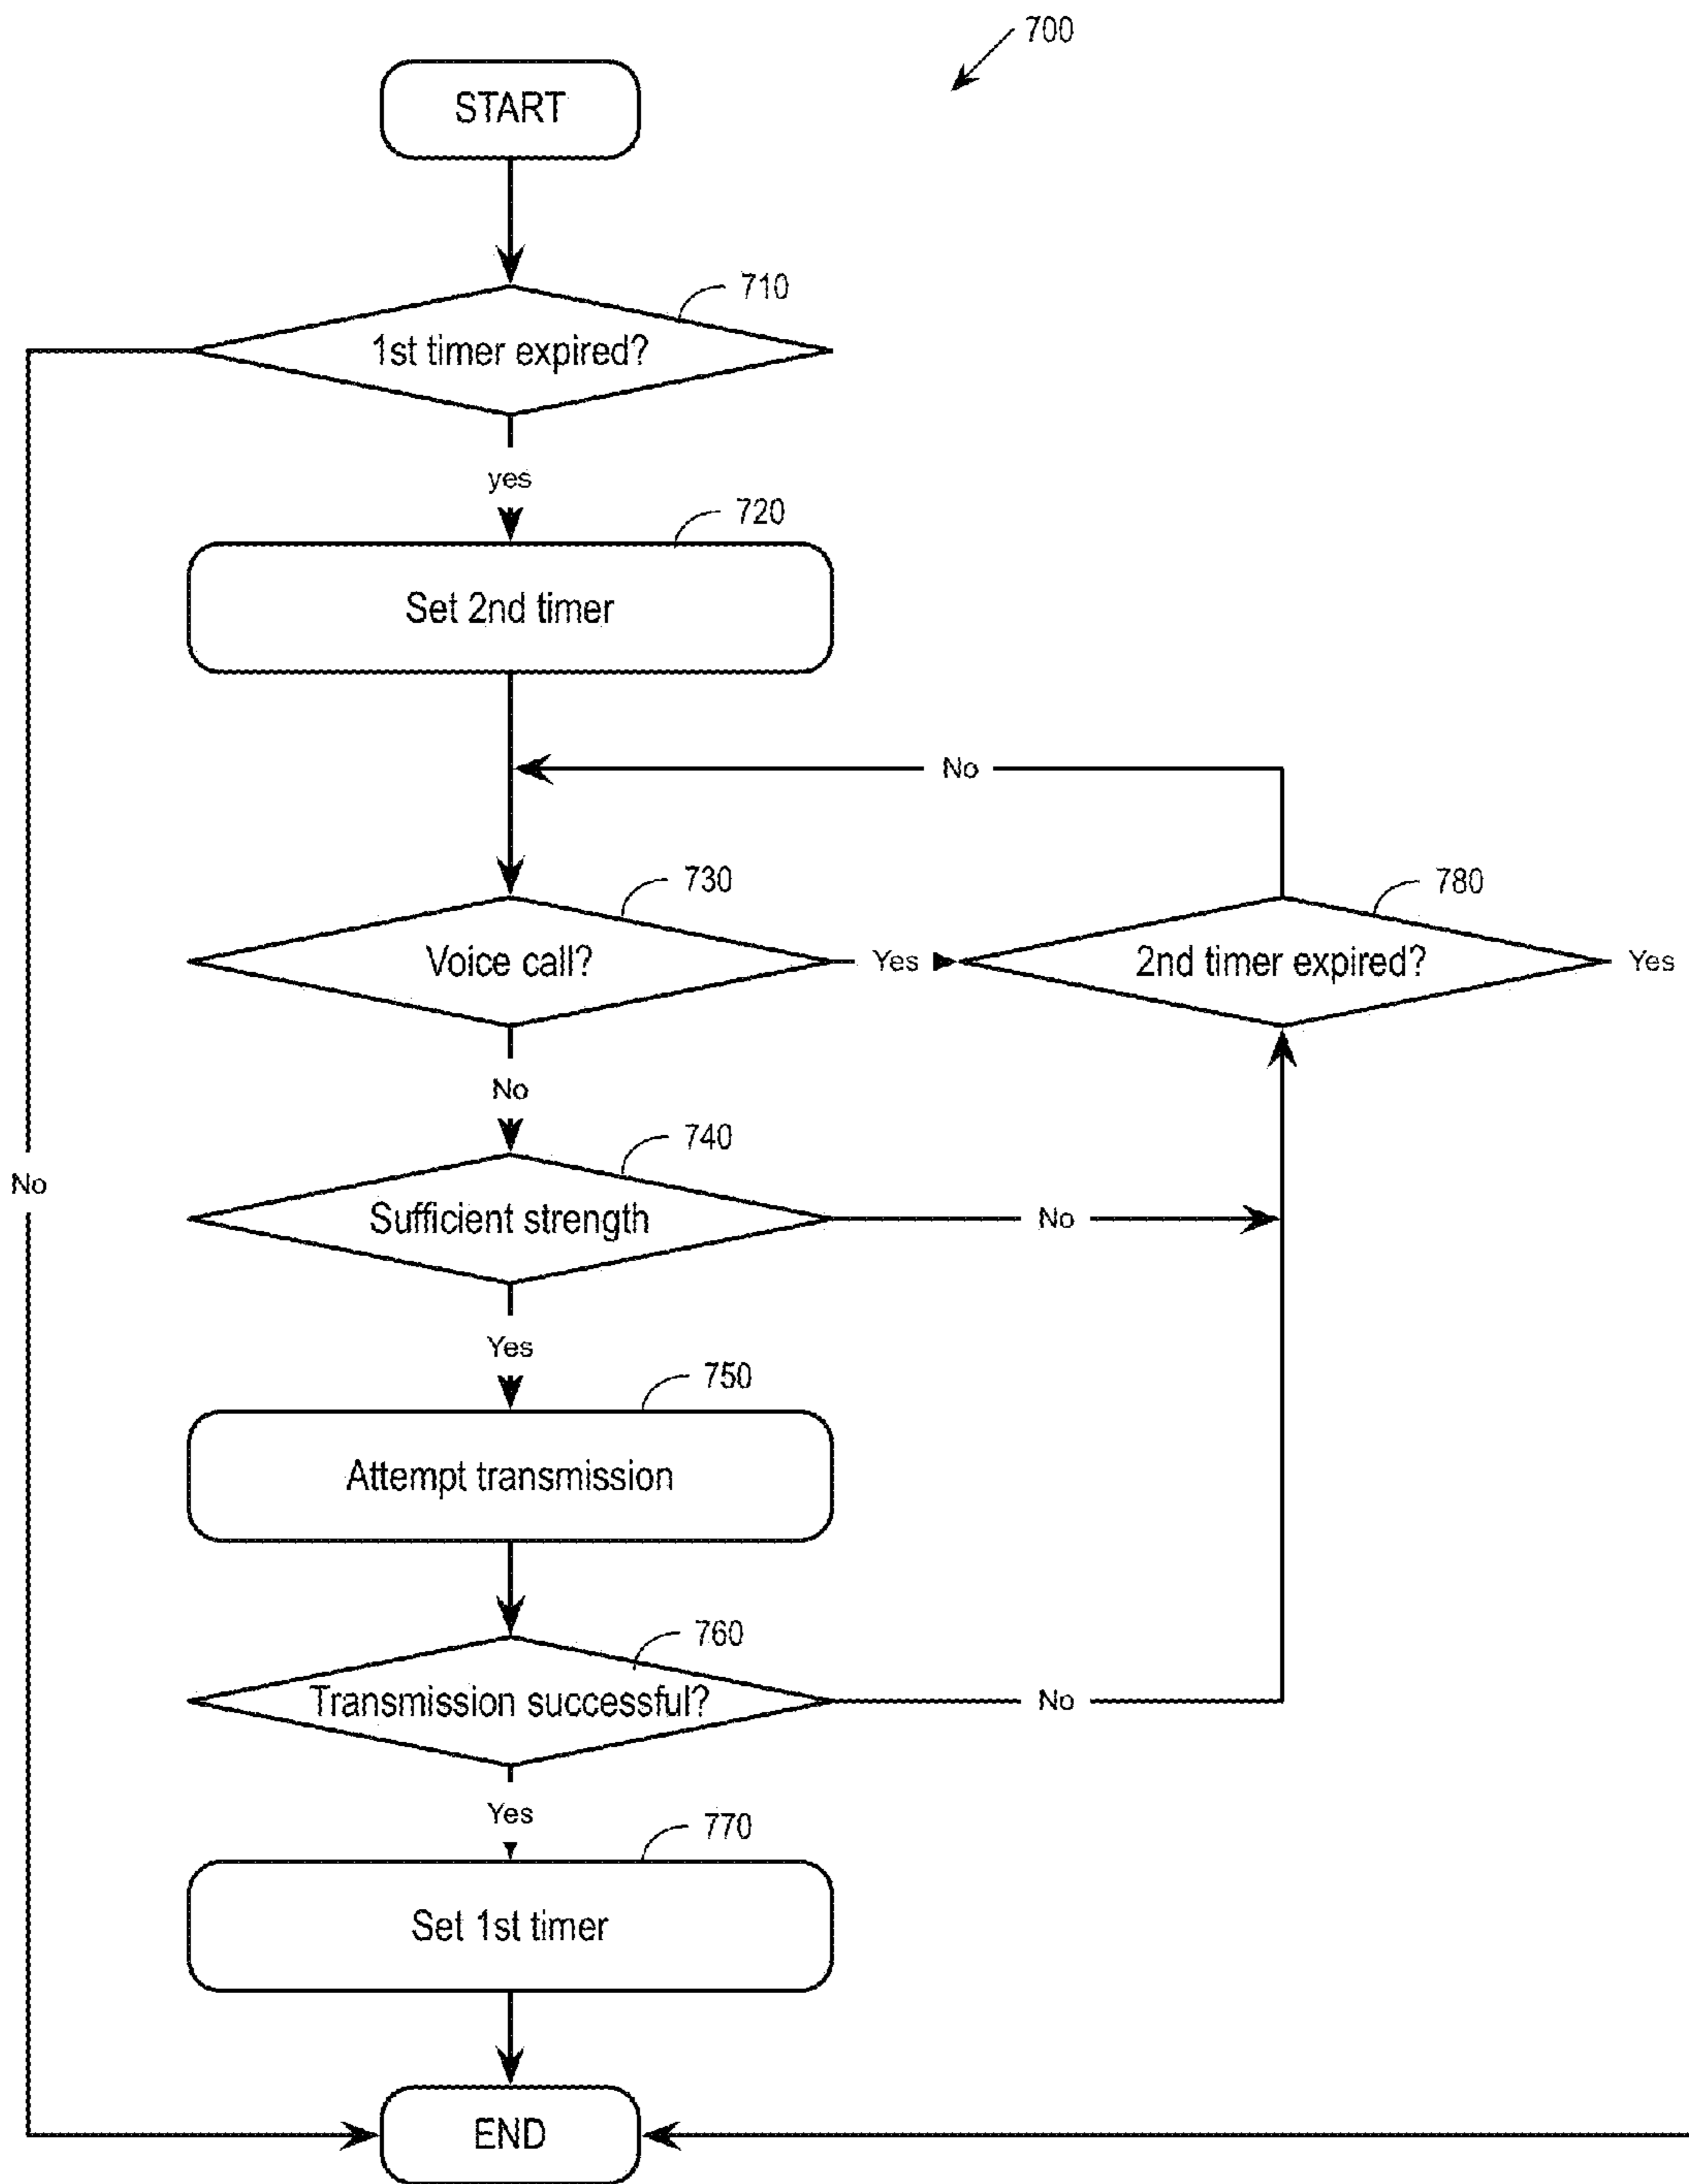 700
START
710
1st timer expired?
yes
720
Set 2nd timer
No
730
780
Voice call?
Yes
2nd timer expired?
Yes
No
740
No
Sufficient strength
No
Yes
750
Attempt transmission
760
Transmission successful?
No
Yes
770
Set 1st timer
END